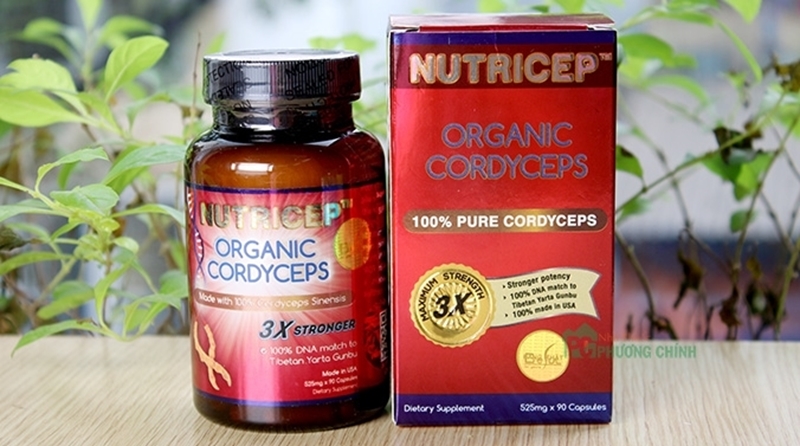 NUTRICEP™
ORGANIC
CORDYCEPS
Made with 100% Cordyceps Sinensis
3X STRONGER
100% DNA match to
Tibetan Yarta Gunbu
Made in USA
525mg x 90 Capsules
Dietary Supplement
NUTRICEP™
ORGANIC
CORDYCEPS
100% PURE CORDYCEPS
MAXIMUM STRENGTH
3X
• Stronger potency
• 100% DNA match to
Tibetan Yarta Gunbu
• 100% made in USA
PHƯƠNG CHÍNH
Dietary Supplement
525mg x 90 Capsules